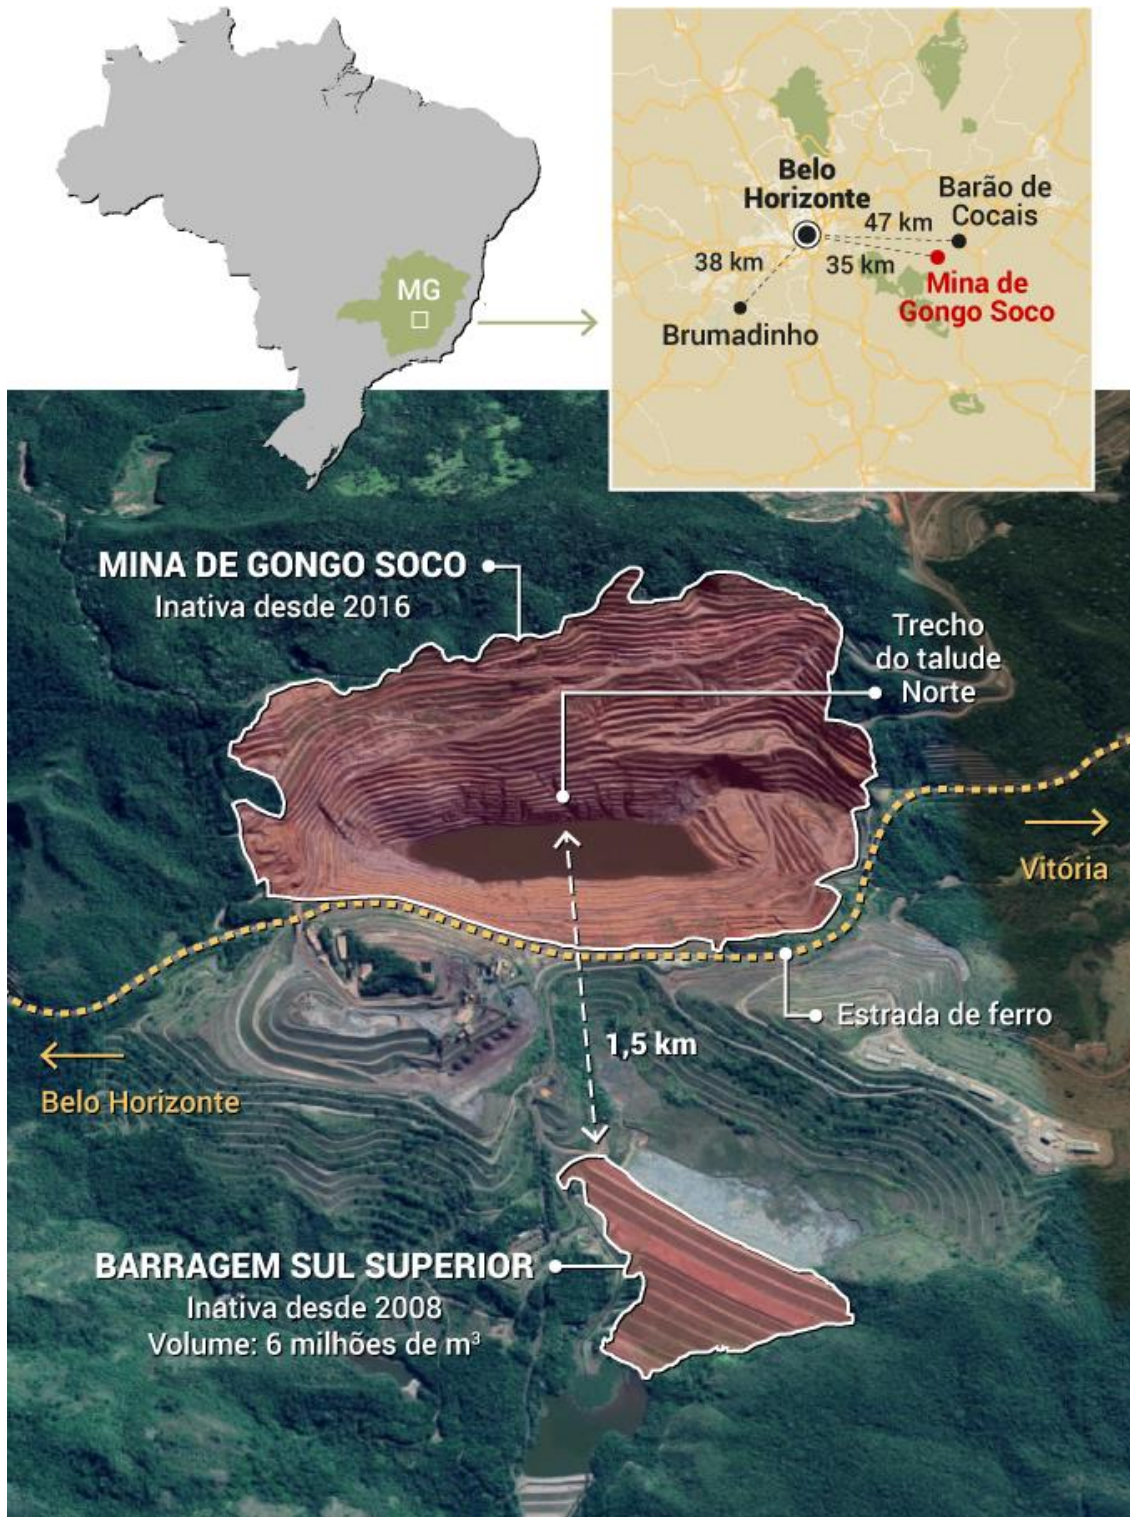 MG
Belo
Horizonte
Barão de
Cocais
47 km
38 km
35 km
Mina de
Gongo Soco
Brumadinho
MINA DE GONGO SOCO
Inativa desde 2016
Trecho
do talude
Norte
Vitória
Estrada de ferro
1,5 km
Belo Horizonte
BARRAGEM SUL SUPERIOR
Inativa desde 2008
Volume: 6 milhões de m³